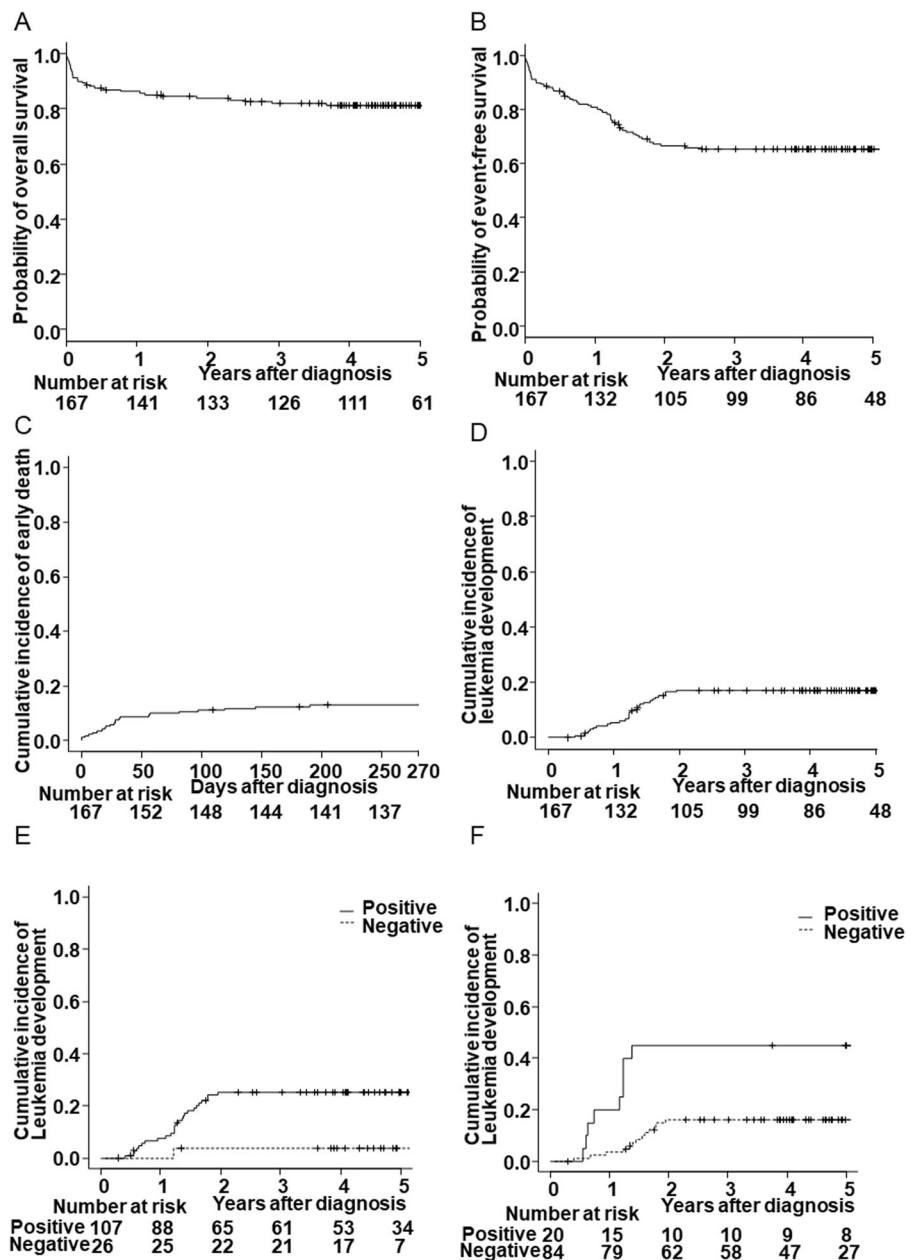 A
Probability of overall survival
1.0
0.8
0.6
0.4
0.2
0.0
0 1 2 3 4 5
Number at risk Years after diagnosis
167 141 133 126 111 61
B
Probability of event-free survival
1.0
0.8
0.6
0.4
0.2
0.0
0 1 2 3 4 5
Number at risk Years after diagnosis
167 132 105 99 86 48
C
Cumulative incidence of early death
1.0
0.8
0.6
0.4
0.2
0.0
0 50 100 150 200 250 270
Number at risk Days after diagnosis
167 152 148 144 141 137
D
Cumulative incidence of
leukemia development
1.0
0.8
0.6
0.4
0.2
0.0
0 1 2 3 4 5
Number at risk Years after diagnosis
167 132 105 99 86 48
E
Cumulative incidence of
Leukemia development
1.0
0.8
0.6
0.4
0.2
0.0
Positive
Negative
0 1 2 3 4 5
Number at risk Years after diagnosis
Positive 107 88 65 61 53 34
Negative 26 25 22 21 17 7
F
Cumulative incidence of
Leukemia development
1.0
0.8
0.6
0.4
0.2
0.0
Positive
Negative
0 1 2 3 4 5
Number at risk Years after diagnosis
Positive 20 15 10 10 9 8
Negative 84 79 62 58 47 27